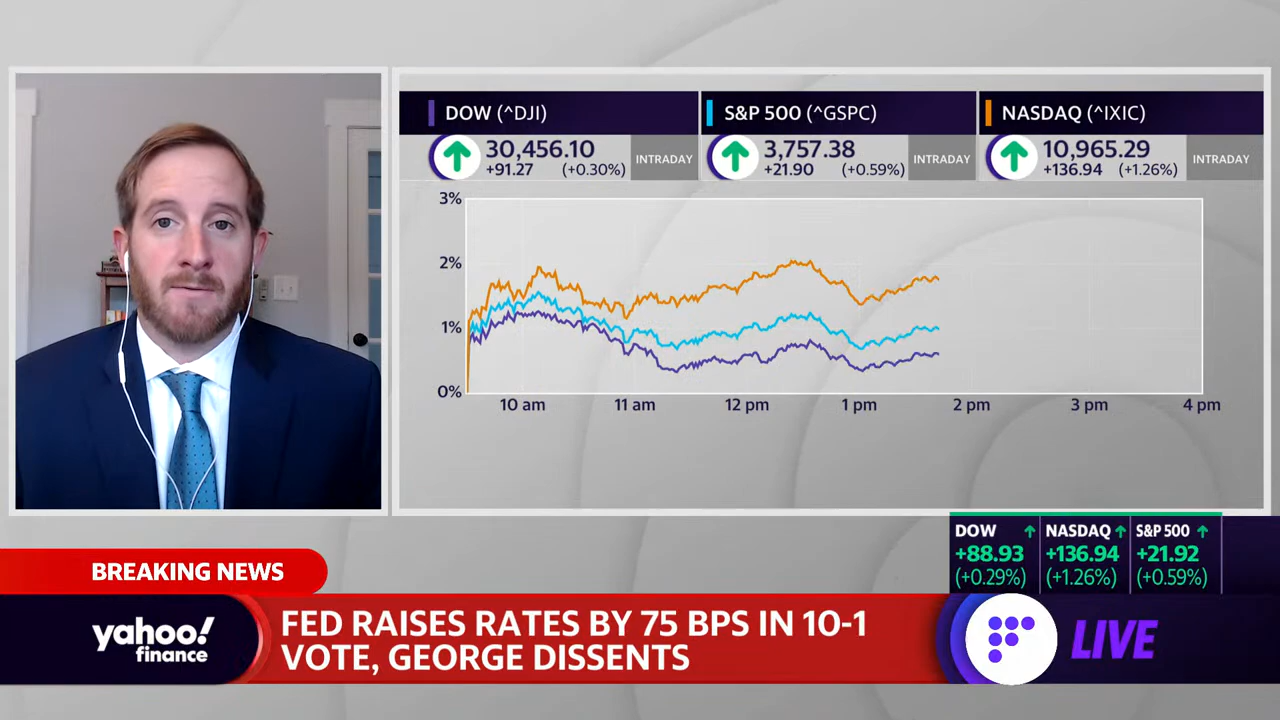 DOW (^DJI)
30,456.10
+91.27 (+0.30%)
INTRADAY
S&P 500 (^GSPC)
3,757.38
+21.90 (+0.59%)
INTRADAY
NASDAQ (^IXIC)
10,965.29
+136.94 (+1.26%)
INTRADAY
3%
2%
1%
0%
10 am 11 am 12 pm 1 pm 2 pm 3 pm 4 pm
DOW
+88.93
(+0.29%)
NASDAQ
+136.94
(+1.26%)
S&P 500
+21.92
(+0.59%)
BREAKING NEWS
yahoo!
finance
FED RAISES RATES BY 75 BPS IN 10-1
VOTE, GEORGE DISSENTS
LIVE